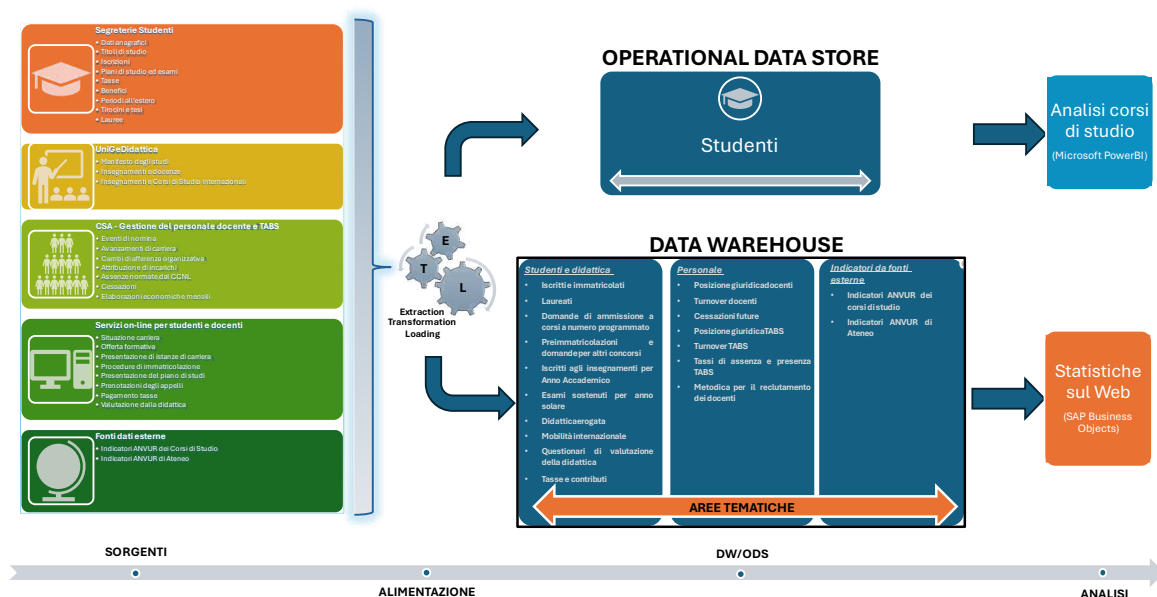 Segreterie Studenti
• Dati anagrafici
• Titoli di studio
• Iscrizioni
• Piani di studio ed esami
• Tasse
• Benefici
• Periodi all'estero
• Tirocini e tesi
• Lauree
UniGeDidattica
• Manifesto degli studi
• Insegnamenti e docenze
• Insegnamenti e Corsi di Studio Internazionali
CSA - Gestione del personale docente e TABS
• Eventi di nomina
• Avanzamenti di carriera
• Cambi di afferenze organizzativa
• Attribuzione di incarichi
• Assenze normate dal CCNL
• Cessazioni
• Elaborazioni economiche mensili
Servizi on-line per studenti e docenti
• Situazione carriera
• Offerta formativa
• Presentazione di istanze di carriera
• Procedure di immatricolazione
• Presentazione del piano di studi
• Prenotazioni degli appelli
• Pagamento tasse
• Valutazione dalla didattica
Fonti dati esterne
• Indicatori ANVUR dei Corsi di Studio
• Indicatori ANVUR di Ateneo
E
T
L
Extraction
Transformation
Loading
OPERATIONAL DATA STORE
Studenti
DATA WAREHOUSE
Studenti e didattica
• Iscritti e immatricolati
• Laureati
• Domande di ammissione a
corsi a numero programmato
• Preimmatricolazioni e
domande per altri concorsi
• Iscritti agli insegnamenti per
Anno Accademico
• Esami sostenuti per anno
solare
• Didattica erogata
• Mobilità internazionale
• Questionari di valutazione
della didattica
• Tasse e contributi
Personale
• Posizione giuridica docenti
• Turnover docenti
• Cessazioni future
• Posizione giuridica TABS
• Turnover TABS
• Tassi di assenza e presenza
TABS
• Metodica per il reclutamento
dei docenti
Indicatori da fonti
esterne
• Indicatori ANVUR dei
corsi di studio
• Indicatori ANVUR di
Ateneo
AREE TEMATICHE
Analisi corsi
di studio
(Microsoft PowerBI)
Statistiche
sul Web
(SAP Business
Objects)
SORGENTI
ALIMENTAZIONE
DW/ODS
ANALISI